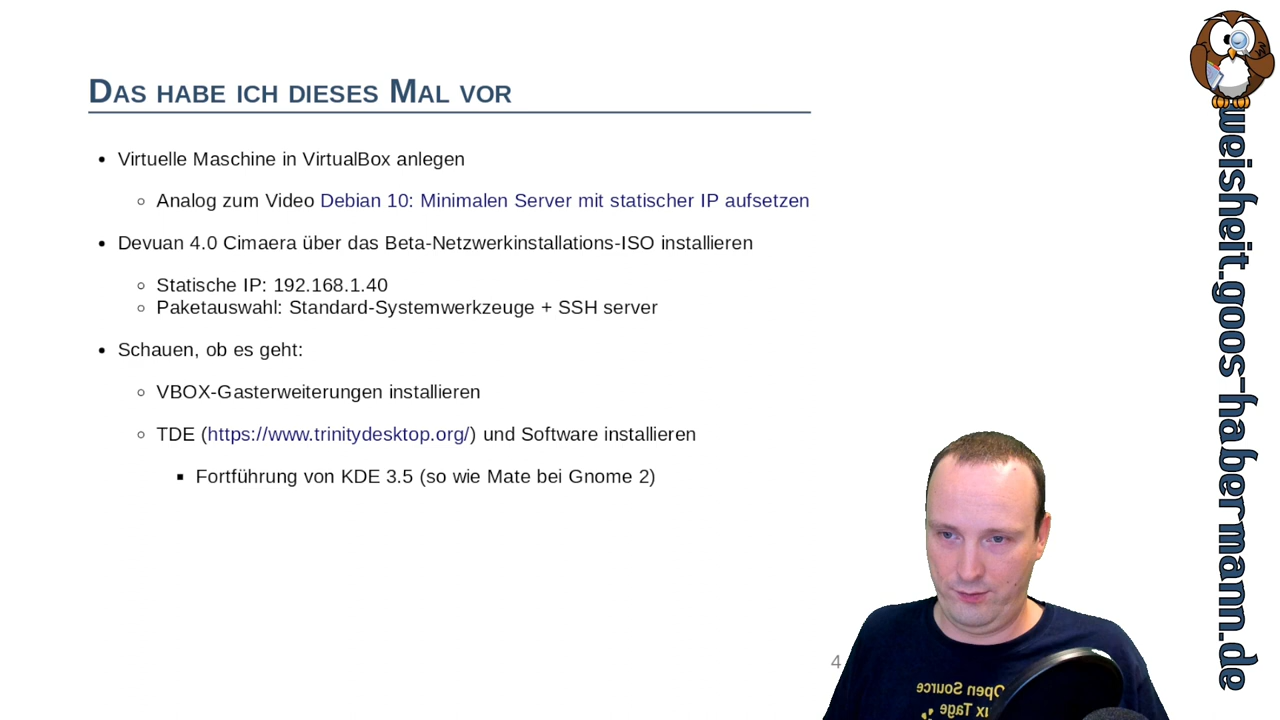 Das habe ich dieses Mal vor
Virtuelle Maschine in VirtualBox anlegen
Analog zum Video Debian 10: Minimalen Server mit statischer IP aufsetzen
Devuan 4.0 Cimaera über das Beta-Netzwerkinstallations-ISO installieren
Statische IP: 192.168.1.40
Paketauswahl: Standard-Systemwerkzeuge + SSH server
Schauen, ob es geht:
VBOX-Gasterweiterungen installieren
TDE (https://www.trinitydesktop.org/) und Software installieren
Fortführung von KDE 3.5 (so wie Mate bei Gnome 2)
4
Open Source
ux Tage
weisheit.goos-habermann.de